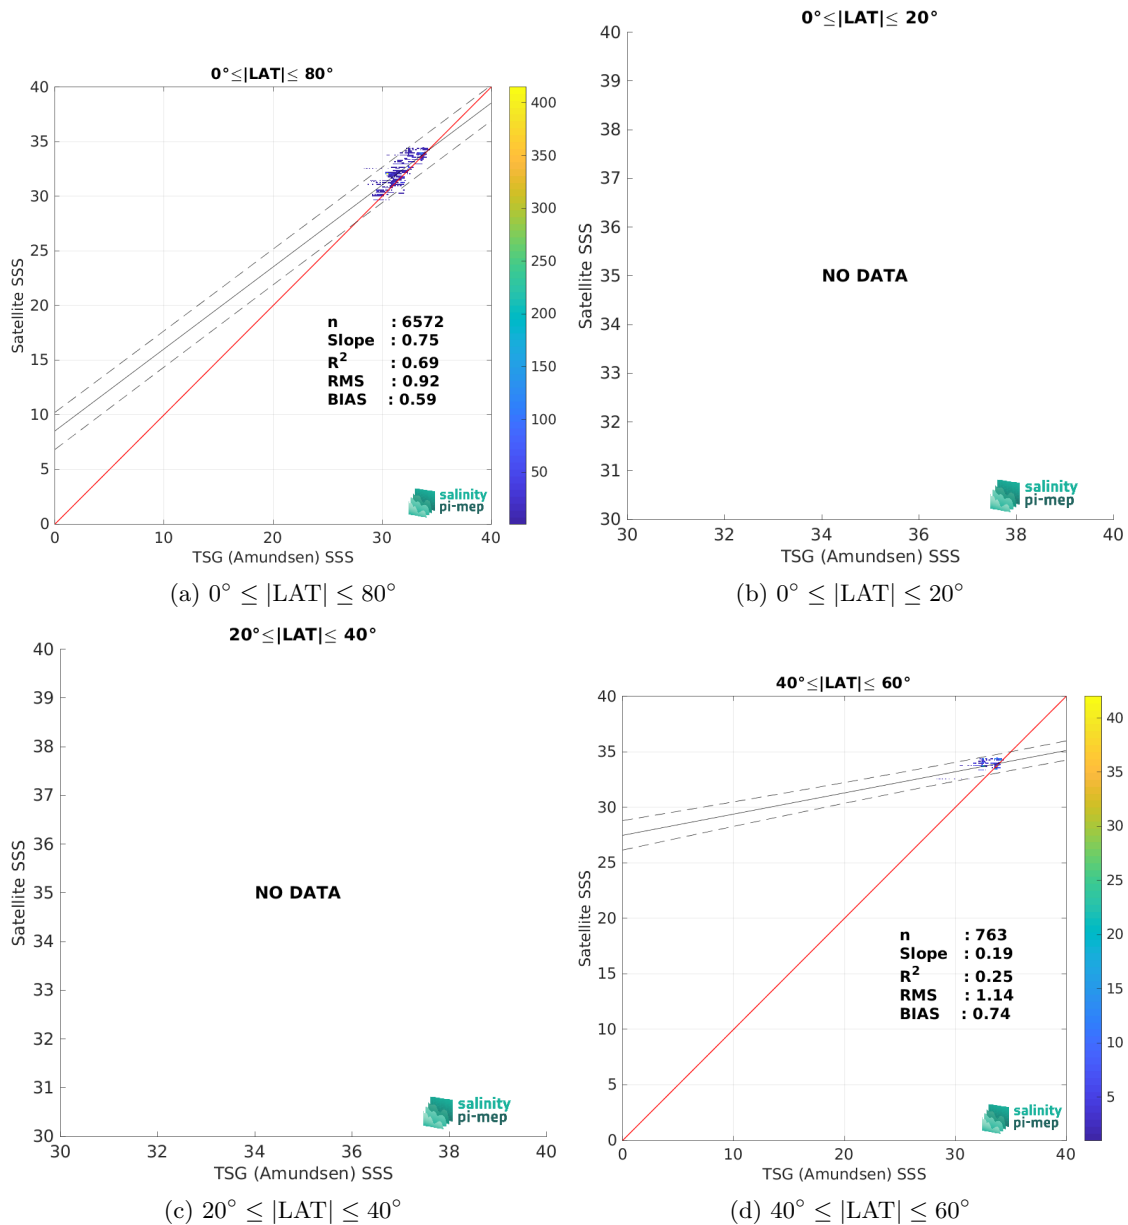 0°≤|LAT|≤ 80°
40
35
30
25
20
15
10
5
0
Satellite SSS
0
10
20
30
40
TSG (Amundsen) SSS
400
350
300
250
200
150
100
50
n : 6572
Slope : 0.75
R² : 0.69
RMS : 0.92
BIAS : 0.59
salinity
pi-mep
(a) 0° ≤ |LAT| ≤ 80°
0°≤|LAT|≤ 20°
40
39
38
37
36
35
34
33
32
31
30
Satellite SSS
NO DATA
salinity
pi-mep
30
32
34
36
38
40
TSG (Amundsen) SSS
(b) 0° ≤ |LAT| ≤ 20°
20°≤|LAT|≤ 40°
40
39
38
37
36
35
34
33
32
31
30
Satellite SSS
NO DATA
salinity
pi-mep
30
32
34
36
38
40
TSG (Amundsen) SSS
(c) 20° ≤ |LAT| ≤ 40°
40°≤|LAT|≤ 60°
40
35
30
25
20
15
10
5
0
Satellite SSS
0
10
20
30
40
TSG (Amundsen) SSS
40
35
30
25
20
15
10
5
n : 763
Slope : 0.19
R² : 0.25
RMS : 1.14
BIAS : 0.74
salinity
pi-mep
(d) 40° ≤ |LAT| ≤ 60°